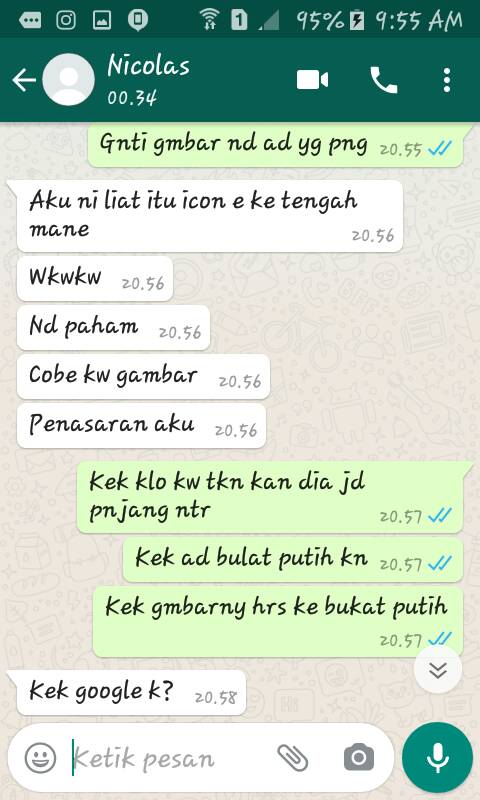 1 95% 9:55 AM
Nicolas
00.34
Gnti gmbar nd ad yg png 20.55
Aku ni liat itu icon e ke tengah
mane 20.56
Wkwkw 20.56
Nd paham 20.56
Cobe kw gambar 20.56
Penasaran aku 20.56
Kek klo kw tkn kan dia jd
pnjang ntr 20.57
Kek ad bulat putih kn 20.57
Kek gmbarny hrs ke bukat putih
20.57
Kek google k? 20.58
Ketik pesan